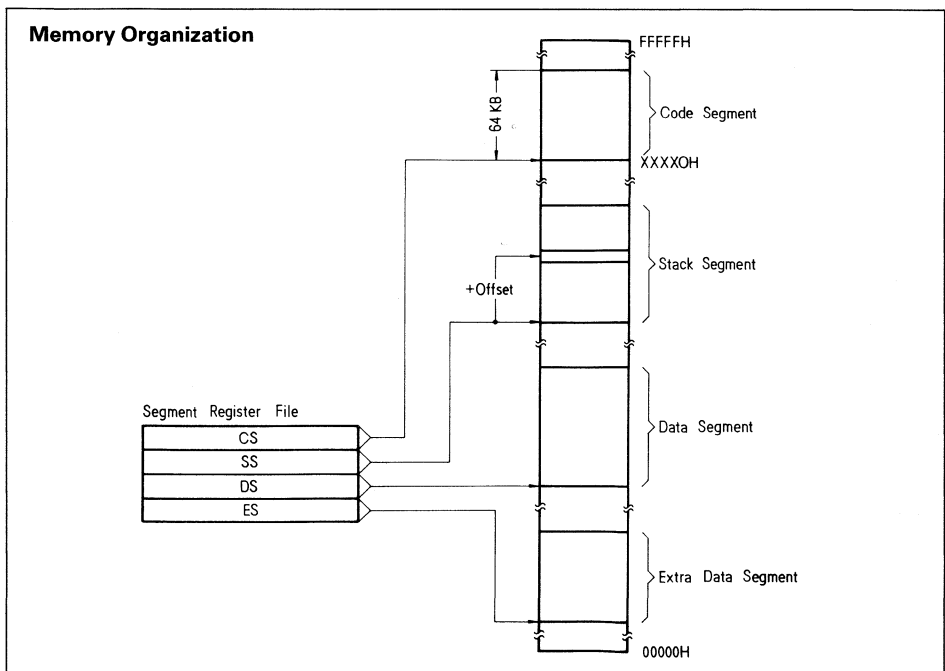 Memory Organization
FFFFFH
64 KB
Code Segment
XXXXOH
Stack Segment
+Offset
Segment Register File
CS
SS
DS
ES
Data Segment
Extra Data Segment
00000H